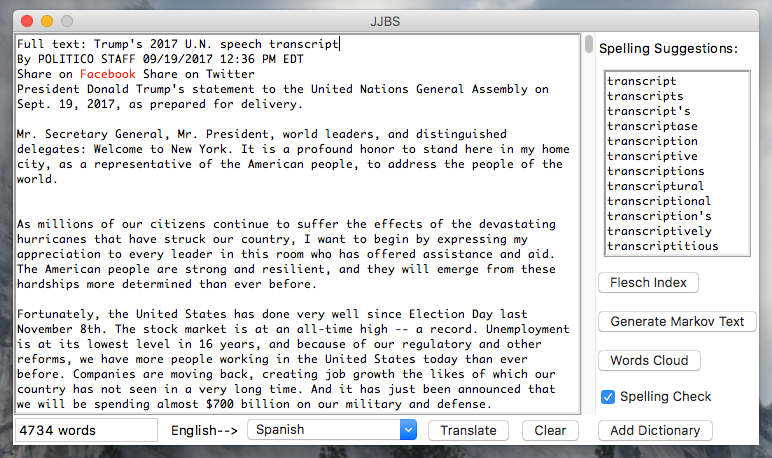 JJBS
Full text: Trump's 2017 U.N. speech transcript
By POLITICO STAFF 09/19/2017 12:36 PM EDT
Share on Facebook Share on Twitter
President Donald Trump's statement to the United Nations General Assembly on
Sept. 19, 2017, as prepared for delivery.
Mr. Secretary General, Mr. President, world leaders, and distinguished
delegates: Welcome to New York. It is a profound honor to stand here in my home
city, as a representative of the American people, to address the people of the
world.
As millions of our citizens continue to suffer the effects of the devastating
hurricanes that have struck our country, I want to begin by expressing my
appreciation to every leader in this room who has offered assistance and aid.
The American people are strong and resilient, and they will emerge from these
hardships more determined than ever before.
Fortunately, the United States has done very well since Election Day last
November 8th. The stock market is at an all-time high -- a record. Unemployment
is at its lowest level in 16 years, and because of our regulatory and other
reforms, we have more people working in the United States today than ever
before. Companies are moving back, creating job growth the likes of which our
country has not seen in a very long time. And it has just been announced that
we will be spending almost $700 billion on our military and defense.
Spelling Suggestions:
transcript
transcripts
transcript's
transcriptase
transcription
transcriptive
transcriptions
transcriptural
transcriptional
transcription's
transcriptively
transcriptitious
Flesch Index
Generate Markov Text
Words Cloud
Spelling Check
4734 words
English-->
Spanish
Translate
Clear
Add Dictionary